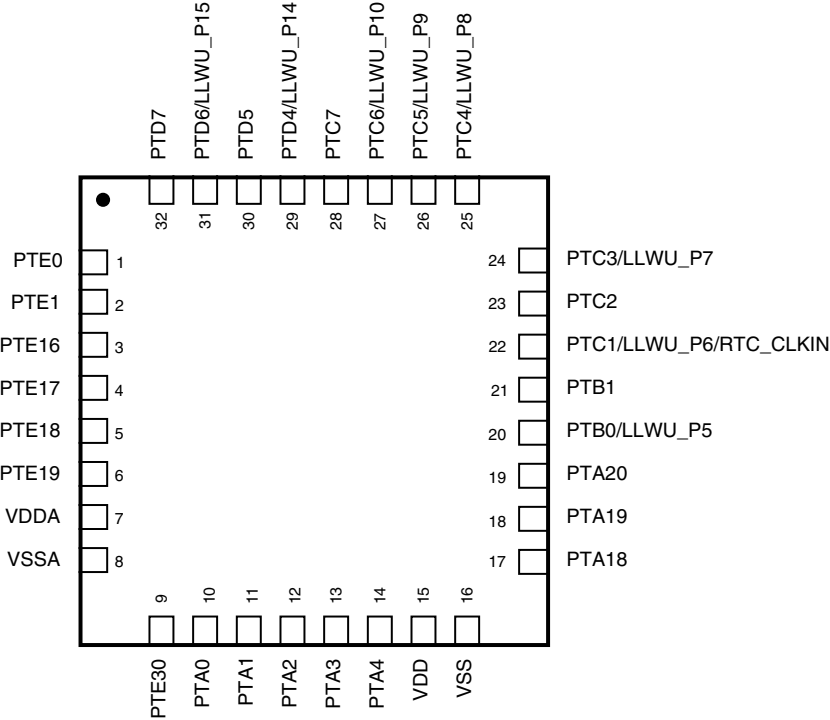 PTD7
PTD6/LLWU_P15
PTD5
PTD4/LLWU_P14
PTC7
PTC6/LLWU_P10
PTC5/LLWU_P9
PTC4/LLWU_P8
32
31
30
29
28
27
26
25
PTE0 1
PTE1 2
PTE16 3
PTE17 4
PTE18 5
PTE19 6
VDDA 7
VSSA 8
24 PTC3/LLWU_P7
23 PTC2
22 PTC1/LLWU_P6/RTC_CLKIN
21 PTB1
20 PTB0/LLWU_P5
19 PTA20
18 PTA19
17 PTA18
9
10
11
12
13
14
15
16
PTE30
PTA0
PTA1
PTA2
PTA3
PTA4
VDD
VSS